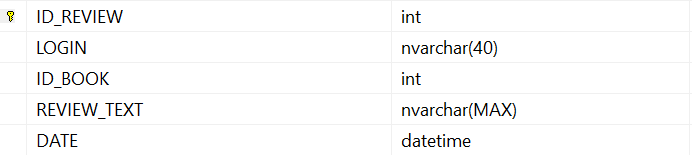 ID_REVIEW int
LOGIN nvarchar(40)
ID_BOOK int
REVIEW_TEXT nvarchar(MAX)
DATE datetime